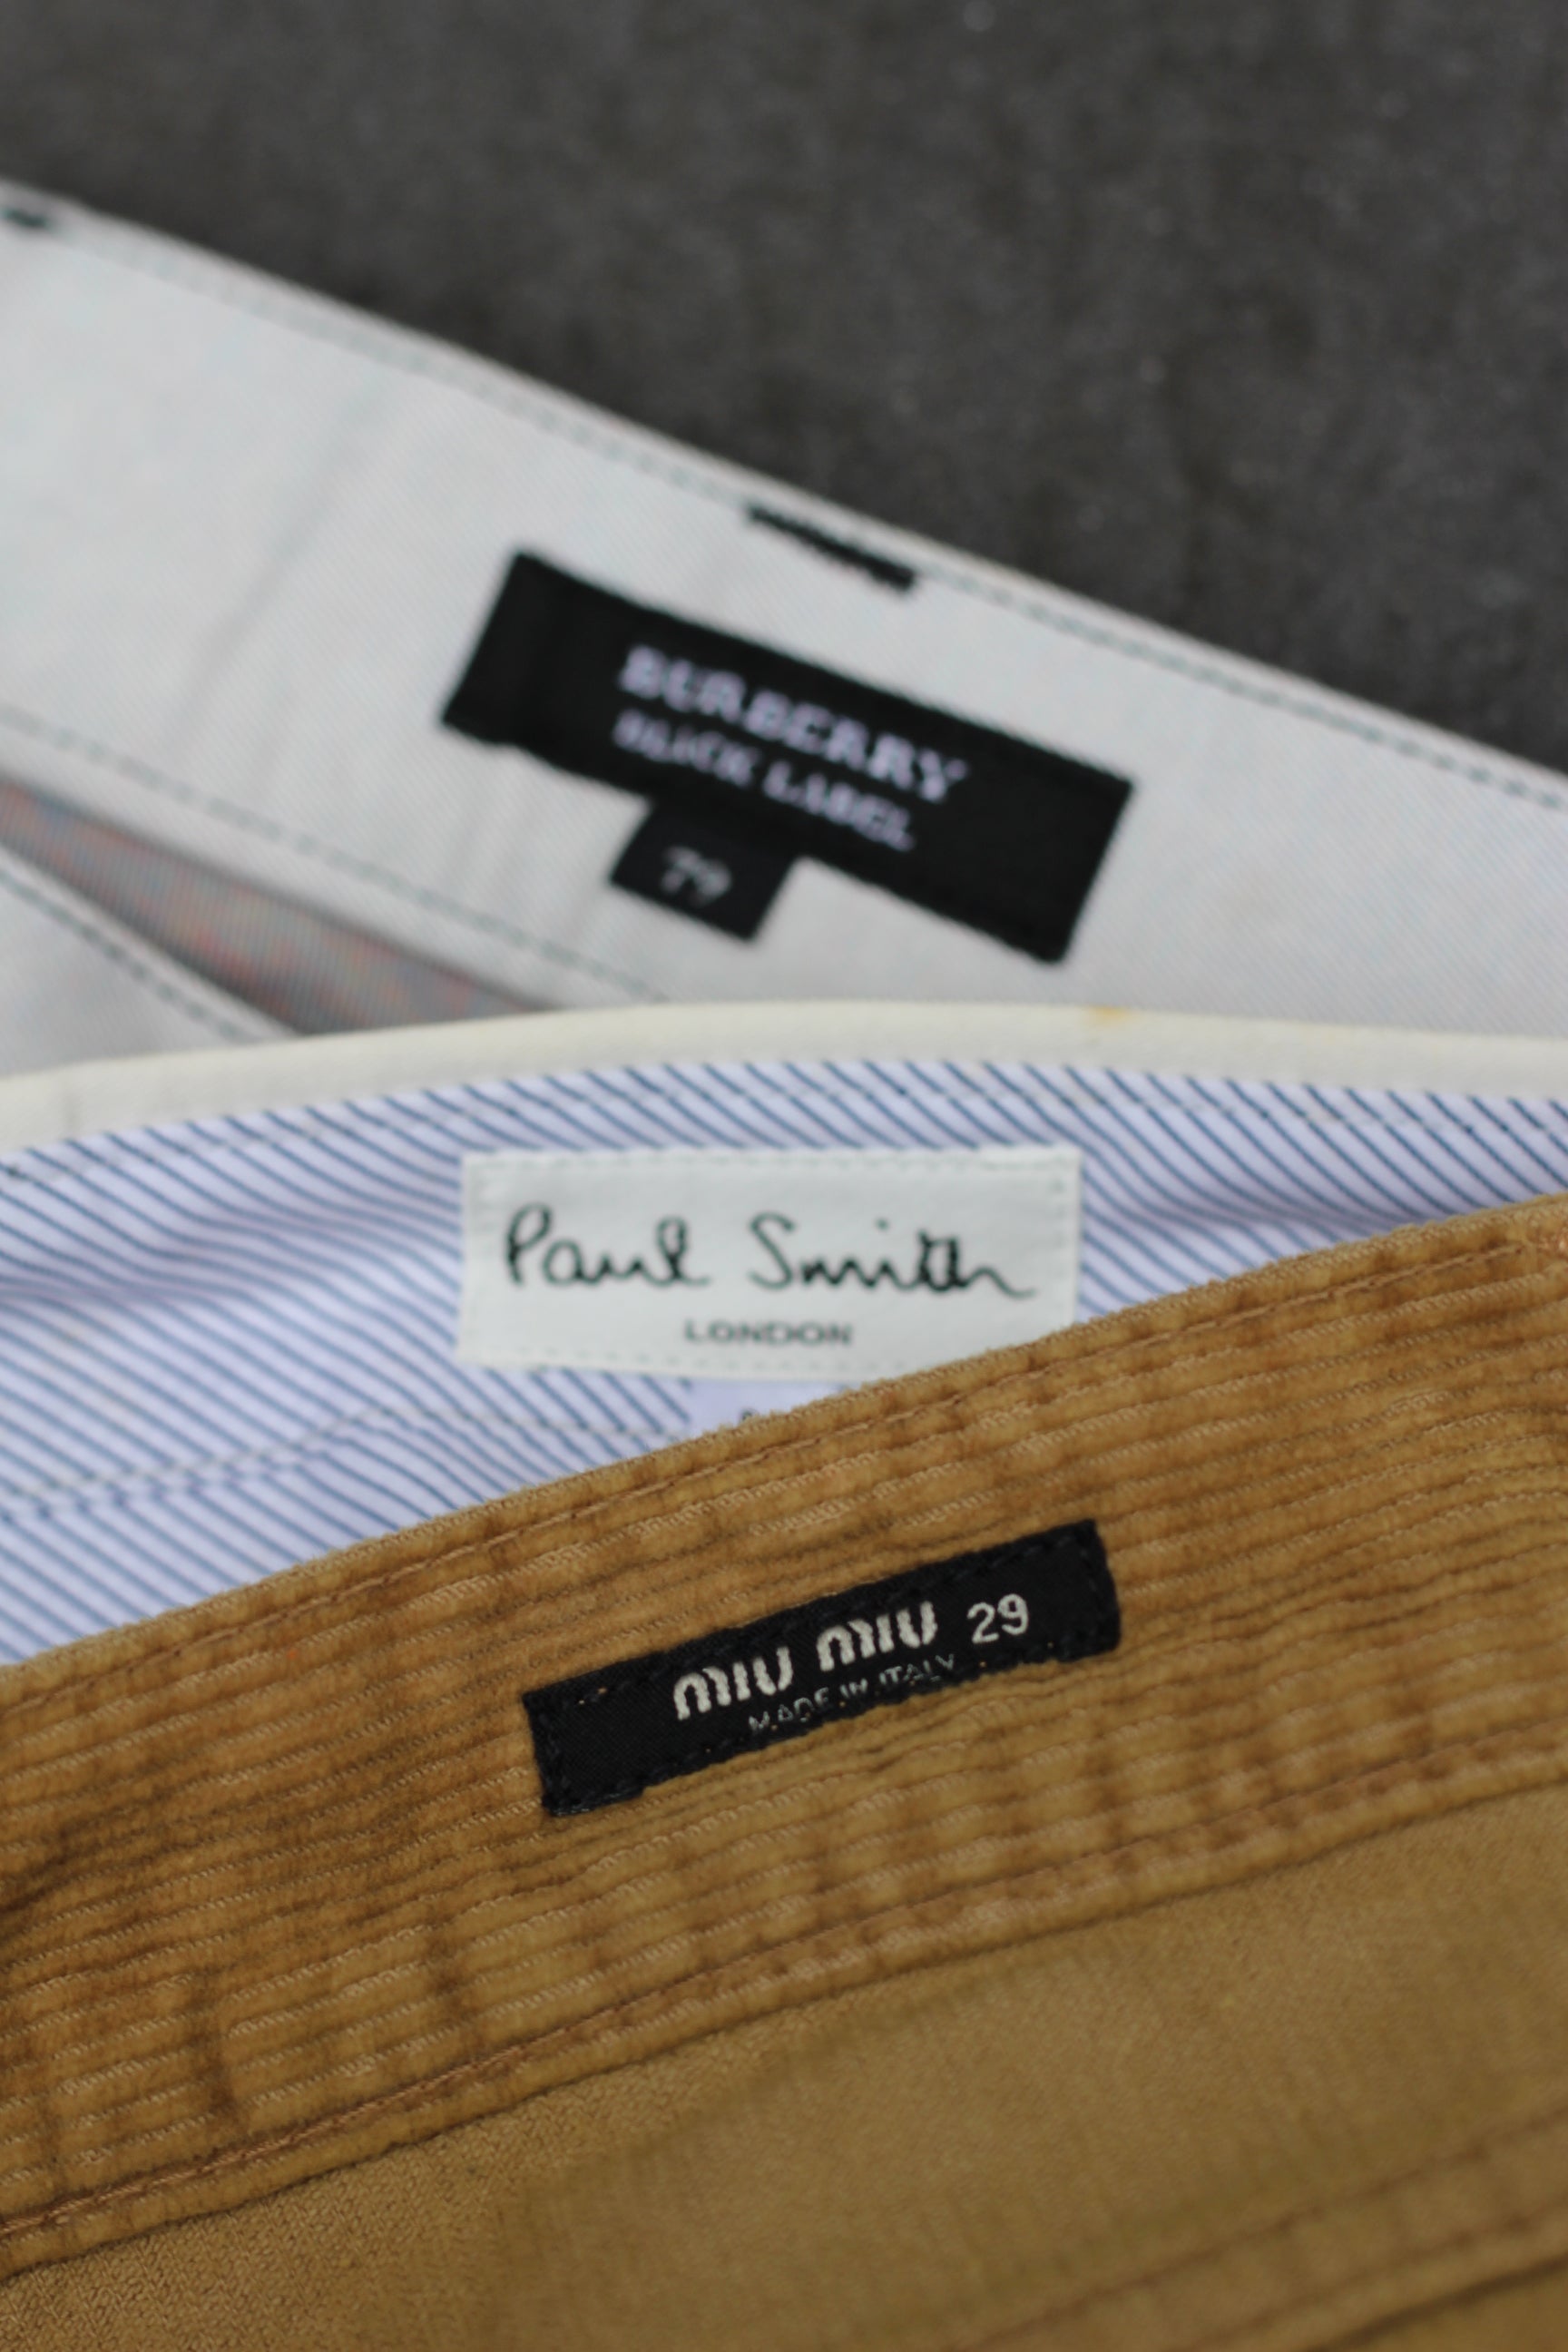 BURBERRY
BLACK LABEL
79
Paul Smith
LONDON
MIU MIU 29
MADE IN ITALY